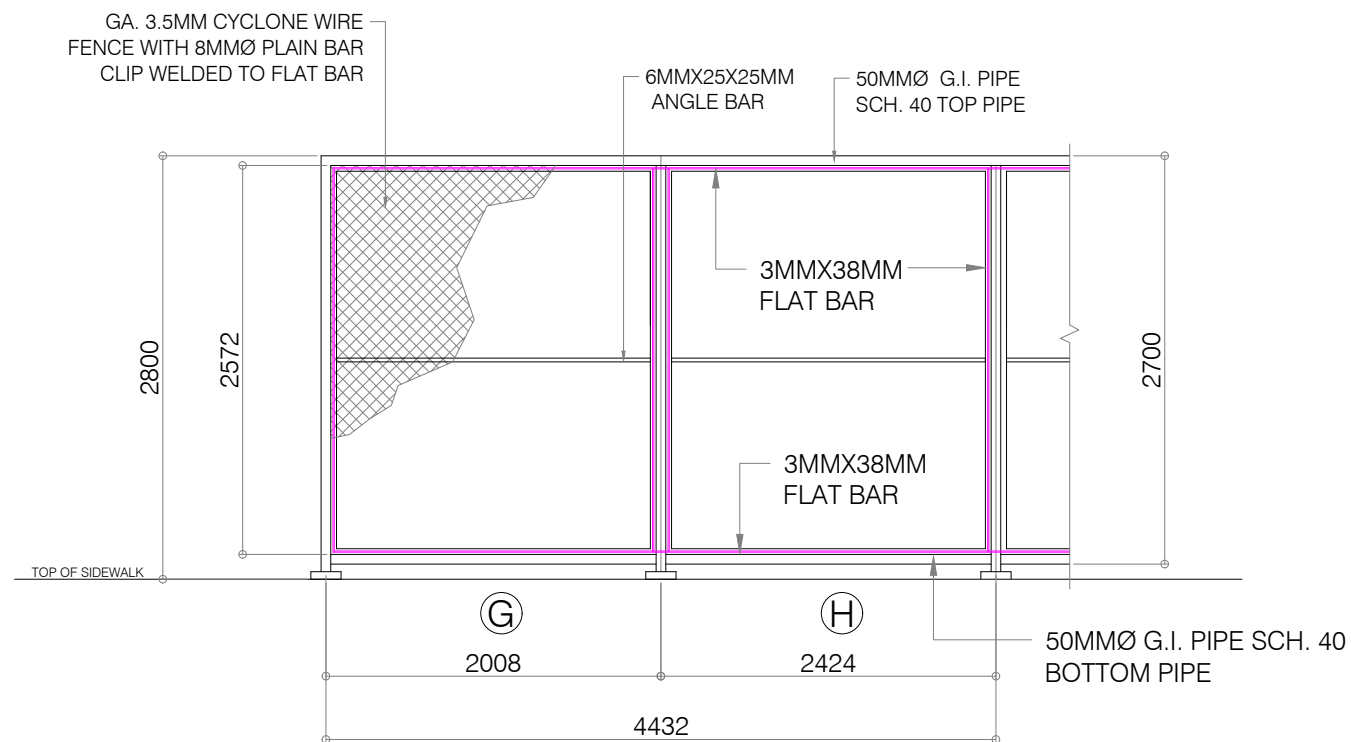 GA. 3.5MM CYCLONE WIRE
FENCE WITH 8MMØ PLAIN BAR
CLIP WELDED TO FLAT BAR
6MMX25X25MM
ANGLE BAR
50MMØ G.I. PIPE
SCH. 40 TOP PIPE
3MMX38MM
FLAT BAR
2800
2572
2700
3MMX38MM
FLAT BAR
TOP OF SIDEWALK
G
H
50MMØ G.I. PIPE SCH. 40
BOTTOM PIPE
2008
2424
4432